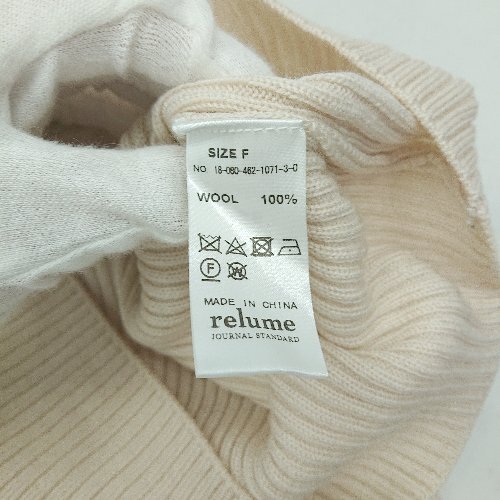 SIZE F
NO 18-080-462-1071-3-0
WOOL 100%
F W
MADE IN CHINA
relume
JOURNAL STANDARD